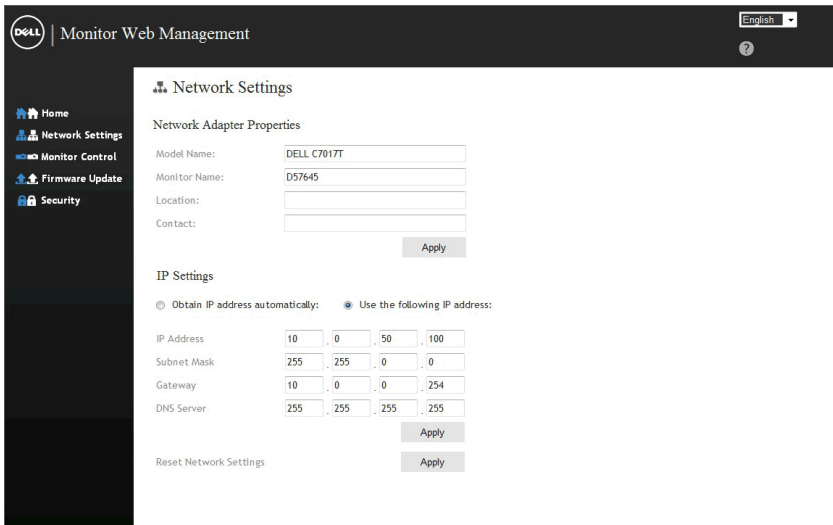 DELL
Monitor Web Management
English
?
Home
Network Settings
Monitor Control
Firmware Update
Security
Network Settings
Network Adapter Properties
Model Name: DELL C7017T
Monitor Name: D57645
Location:
Contact:
Apply
IP Settings
Obtain IP address automatically: Use the following IP address:
IP Address 10 . 0 . 50 . 100
Subnet Mask 255 . 255 . 0 . 0
Gateway 10 . 0 . 0 . 254
DNS Server 255 . 255 . 255 . 255
Apply
Reset Network Settings Apply